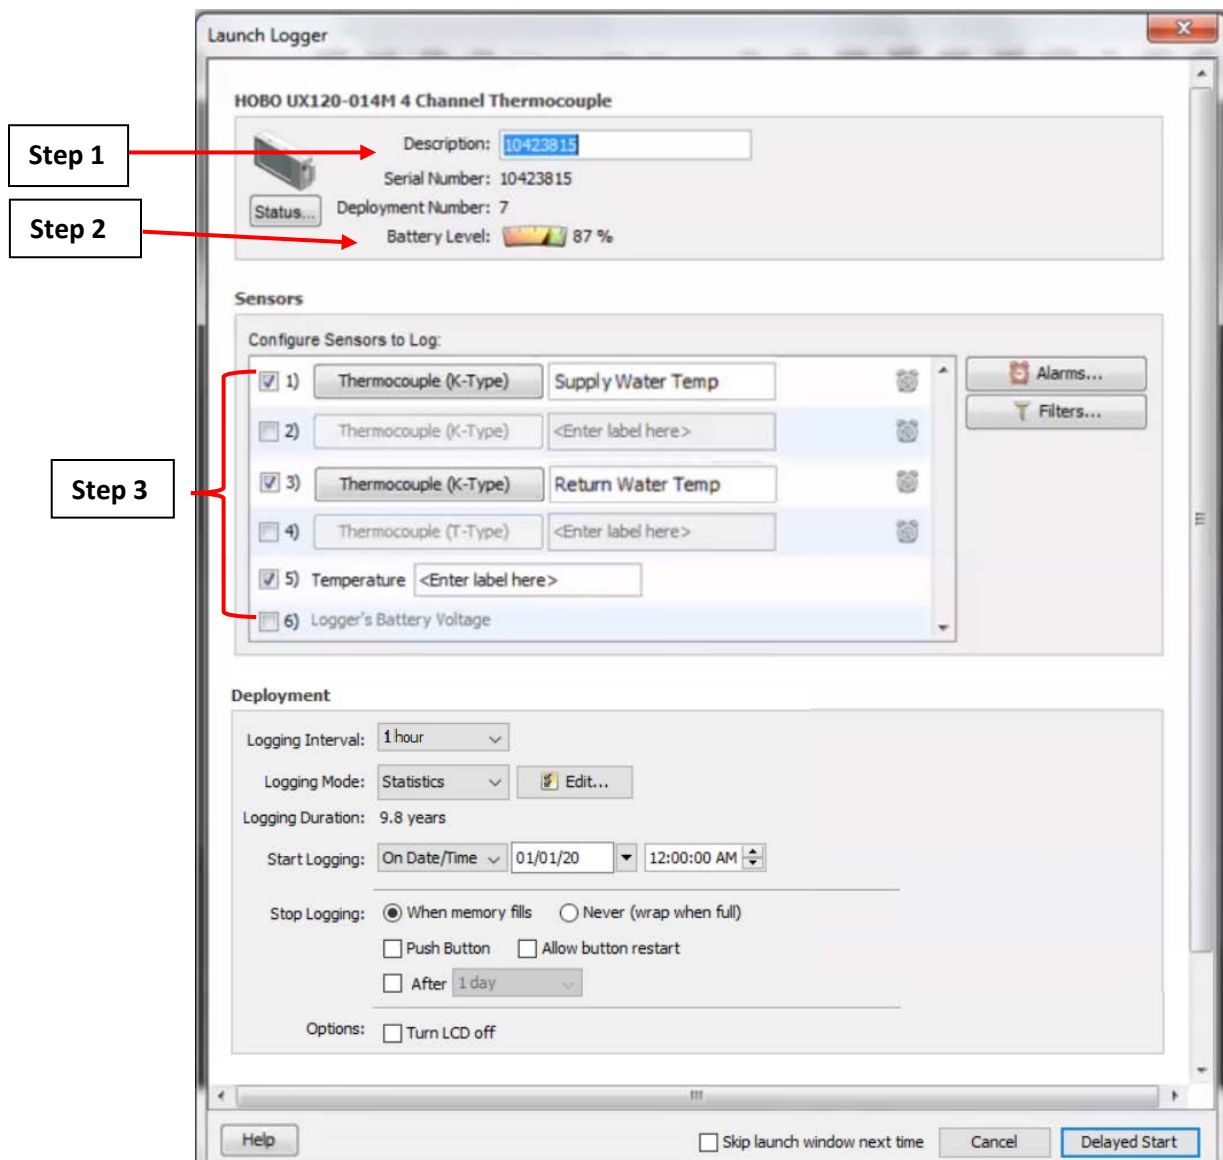 Launch Logger
HOBO UX120-014M 4 Channel Thermocouple
Step 1
Description: 10423815
Serial Number: 10423815
Status... Deployment Number: 7
Step 2
Battery Level: 87 %
Sensors
Configure Sensors to Log:
1) Thermocouple (K-Type) Supply Water Temp
Alarms...
2) Thermocouple (K-Type) <Enter label here>
Filters...
Step 3
3) Thermocouple (K-Type) Return Water Temp
4) Thermocouple (T-Type) <Enter label here>
5) Temperature <Enter label here>
6) Logger's Battery Voltage
Deployment
Logging Interval: 1 hour
Logging Mode: Statistics Edit...
Logging Duration: 9.8 years
Start Logging: On Date/Time 01/01/20 12:00:00 AM
Stop Logging: When memory fills Never (wrap when full)
Push Button Allow button restart
After 1 day
Options: Turn LCD off
Help Skip launch window next time Cancel Delayed Start